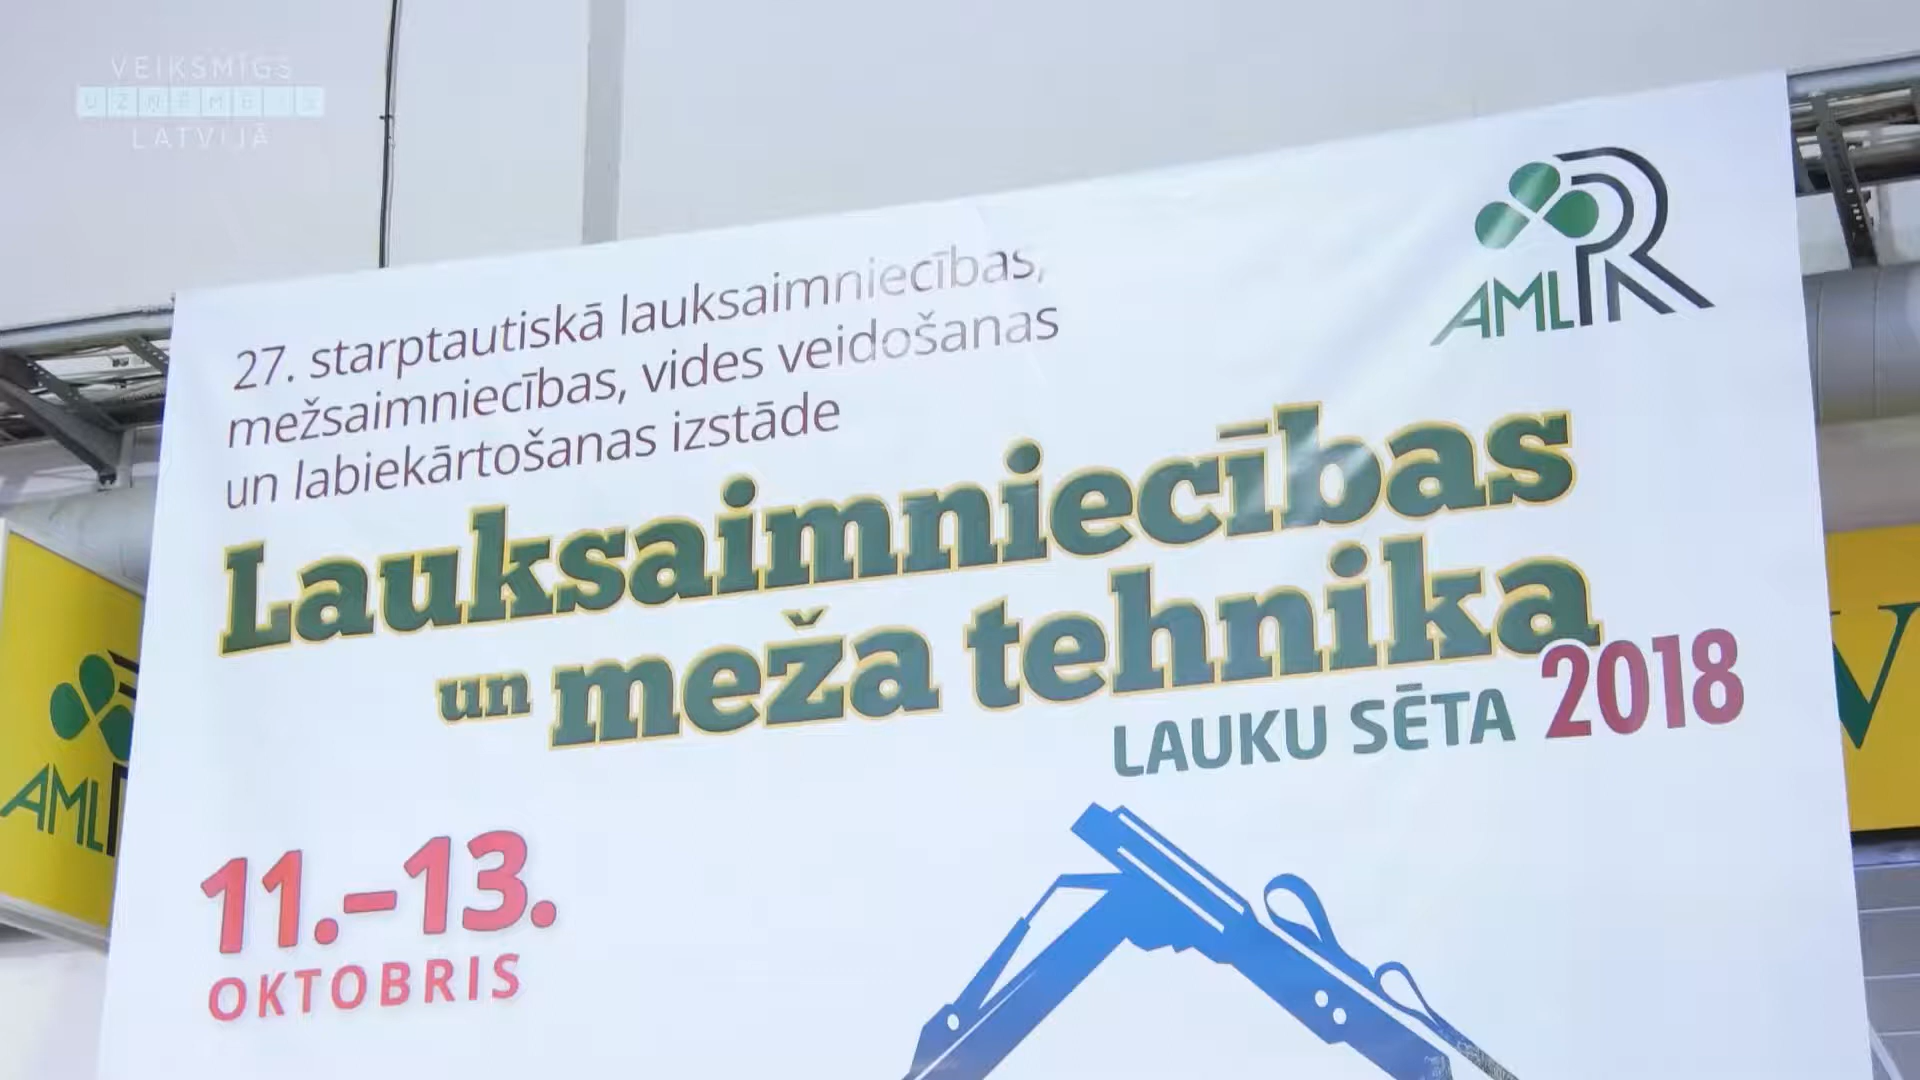 VEIKSMĪGS
UZŅĒMĒJS
LATVIJĀ
AMLR
27. starptautiskā lauksaimniecības,
mežsaimniecības, vides veidošanas
un labiekārtošanas izstāde
Lauksaimniecības
un meža tehnika
LAUKU SĒTA 2018
11.–13.
OKTOBRIS
AML
V